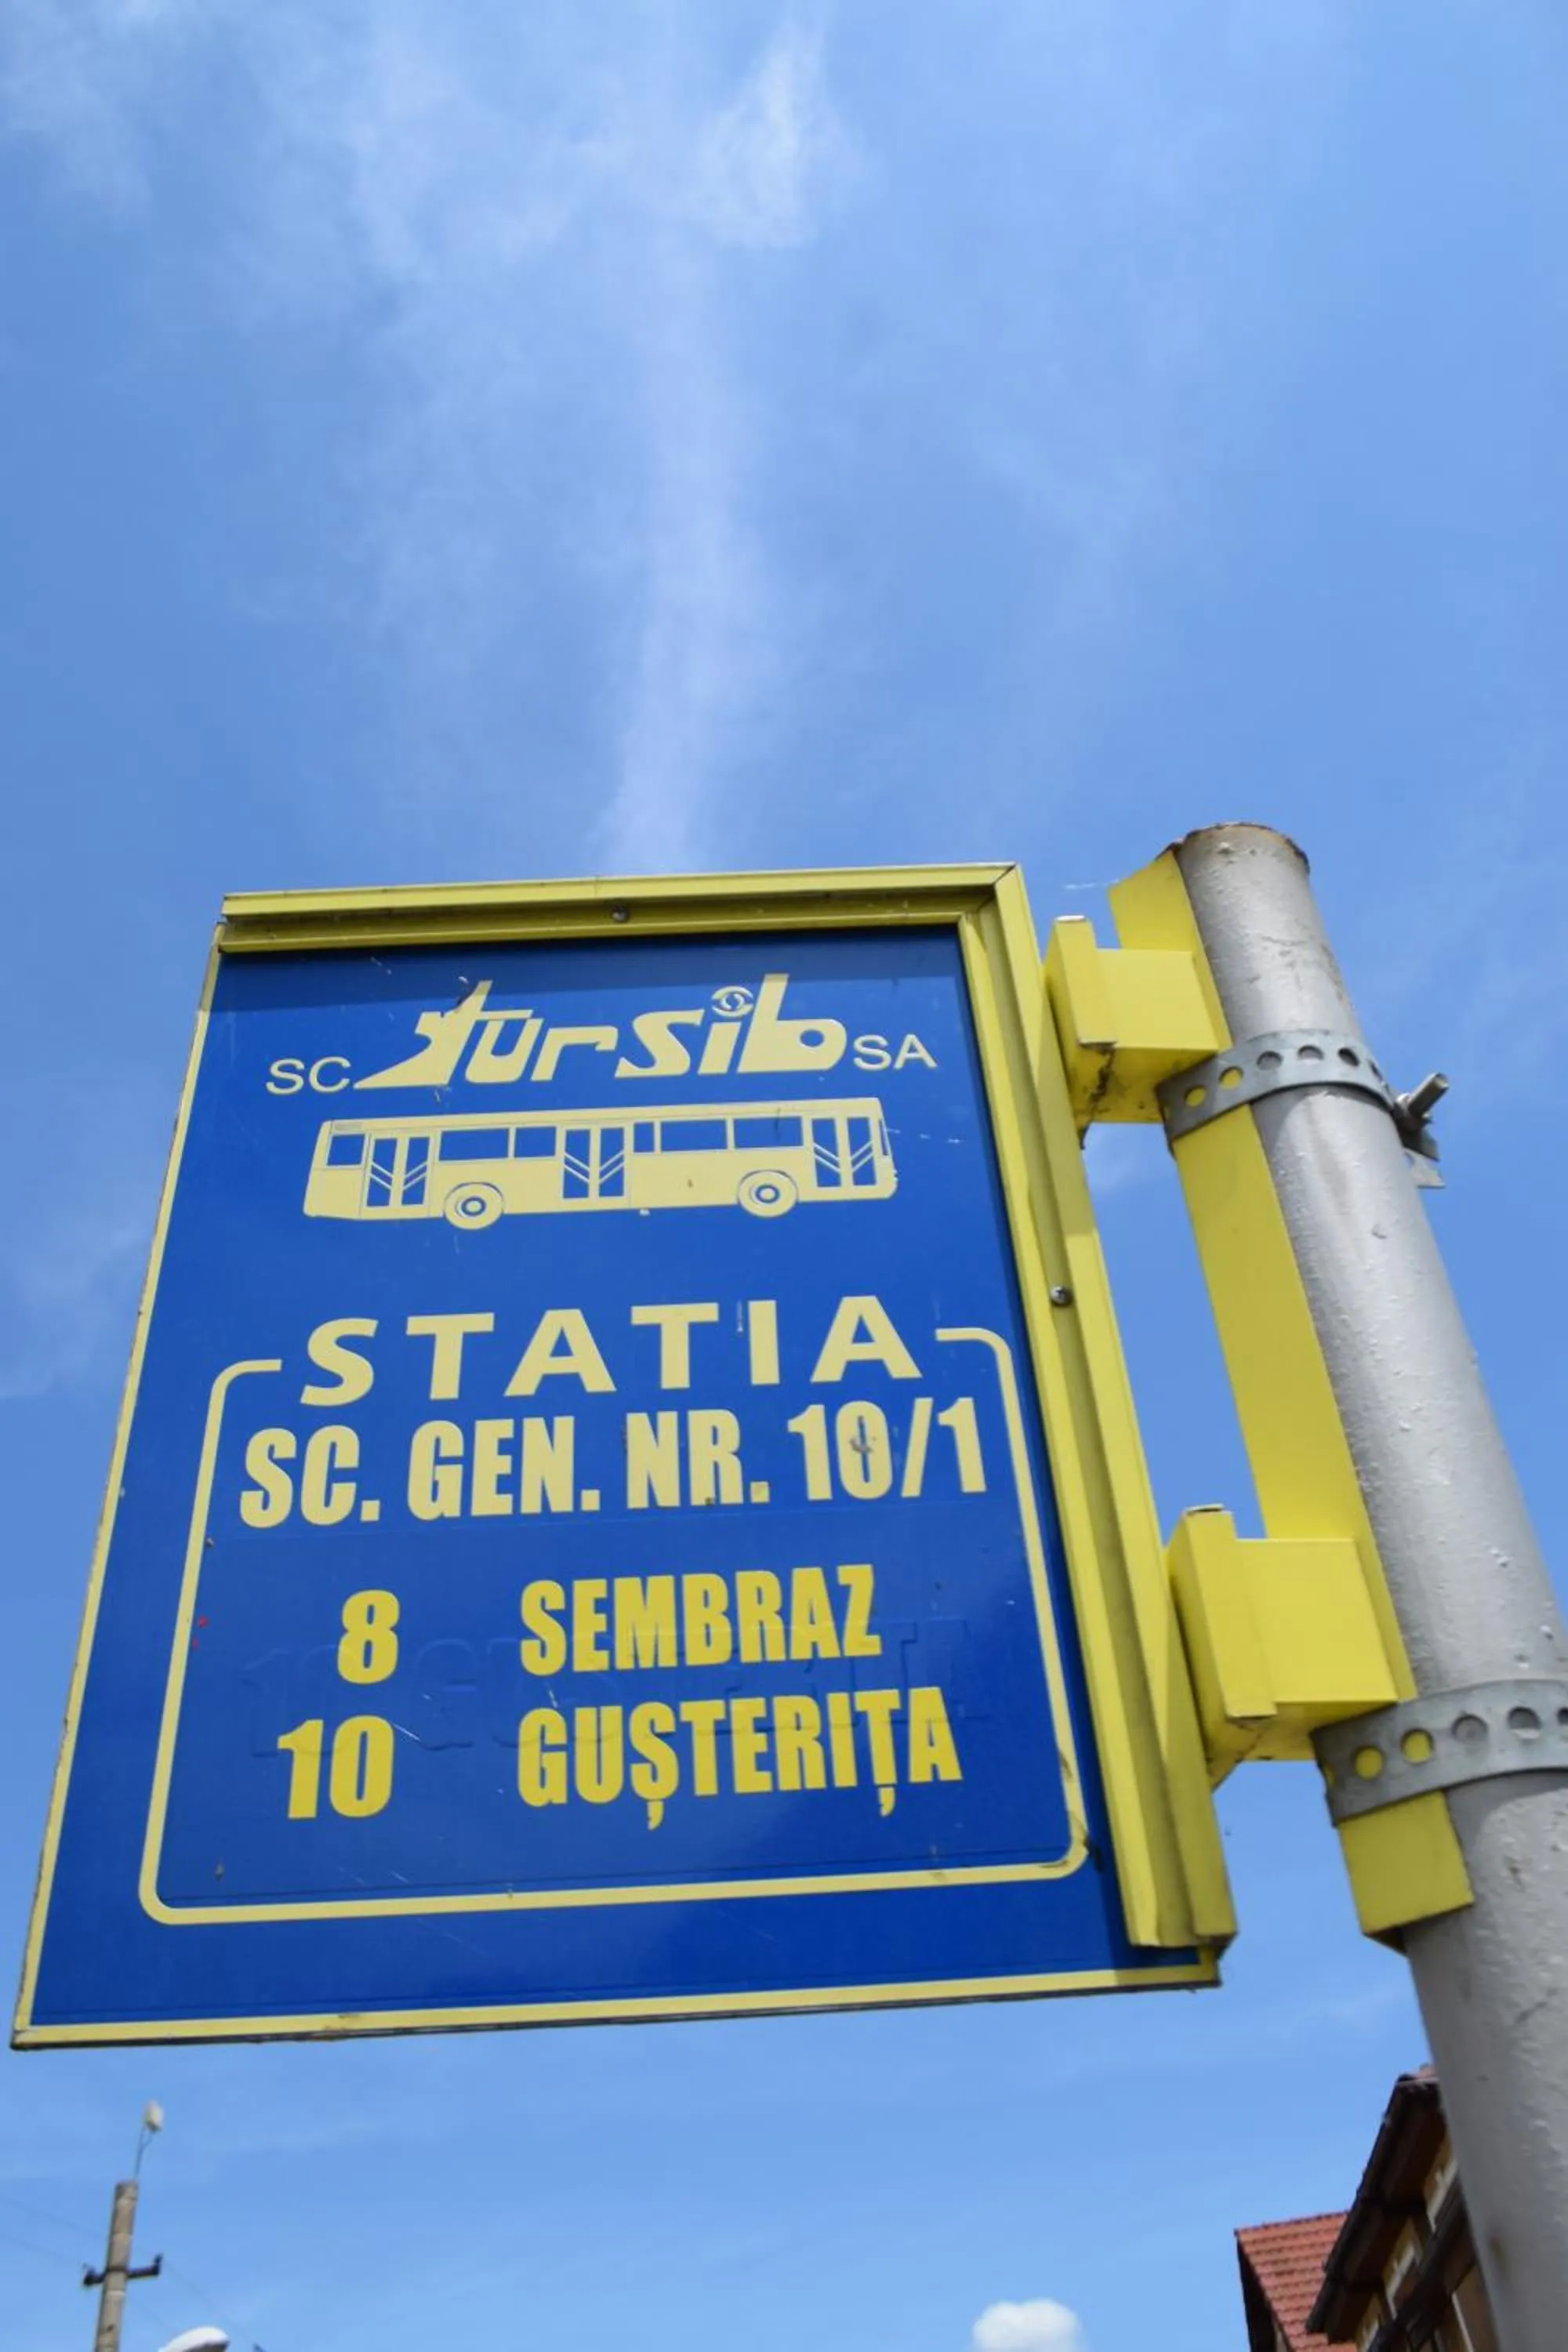 SC Tursib SA
STATIA
SC. GEN. NR. 10/1
8 SEMBRAZ
10 GUȘTERIȚA